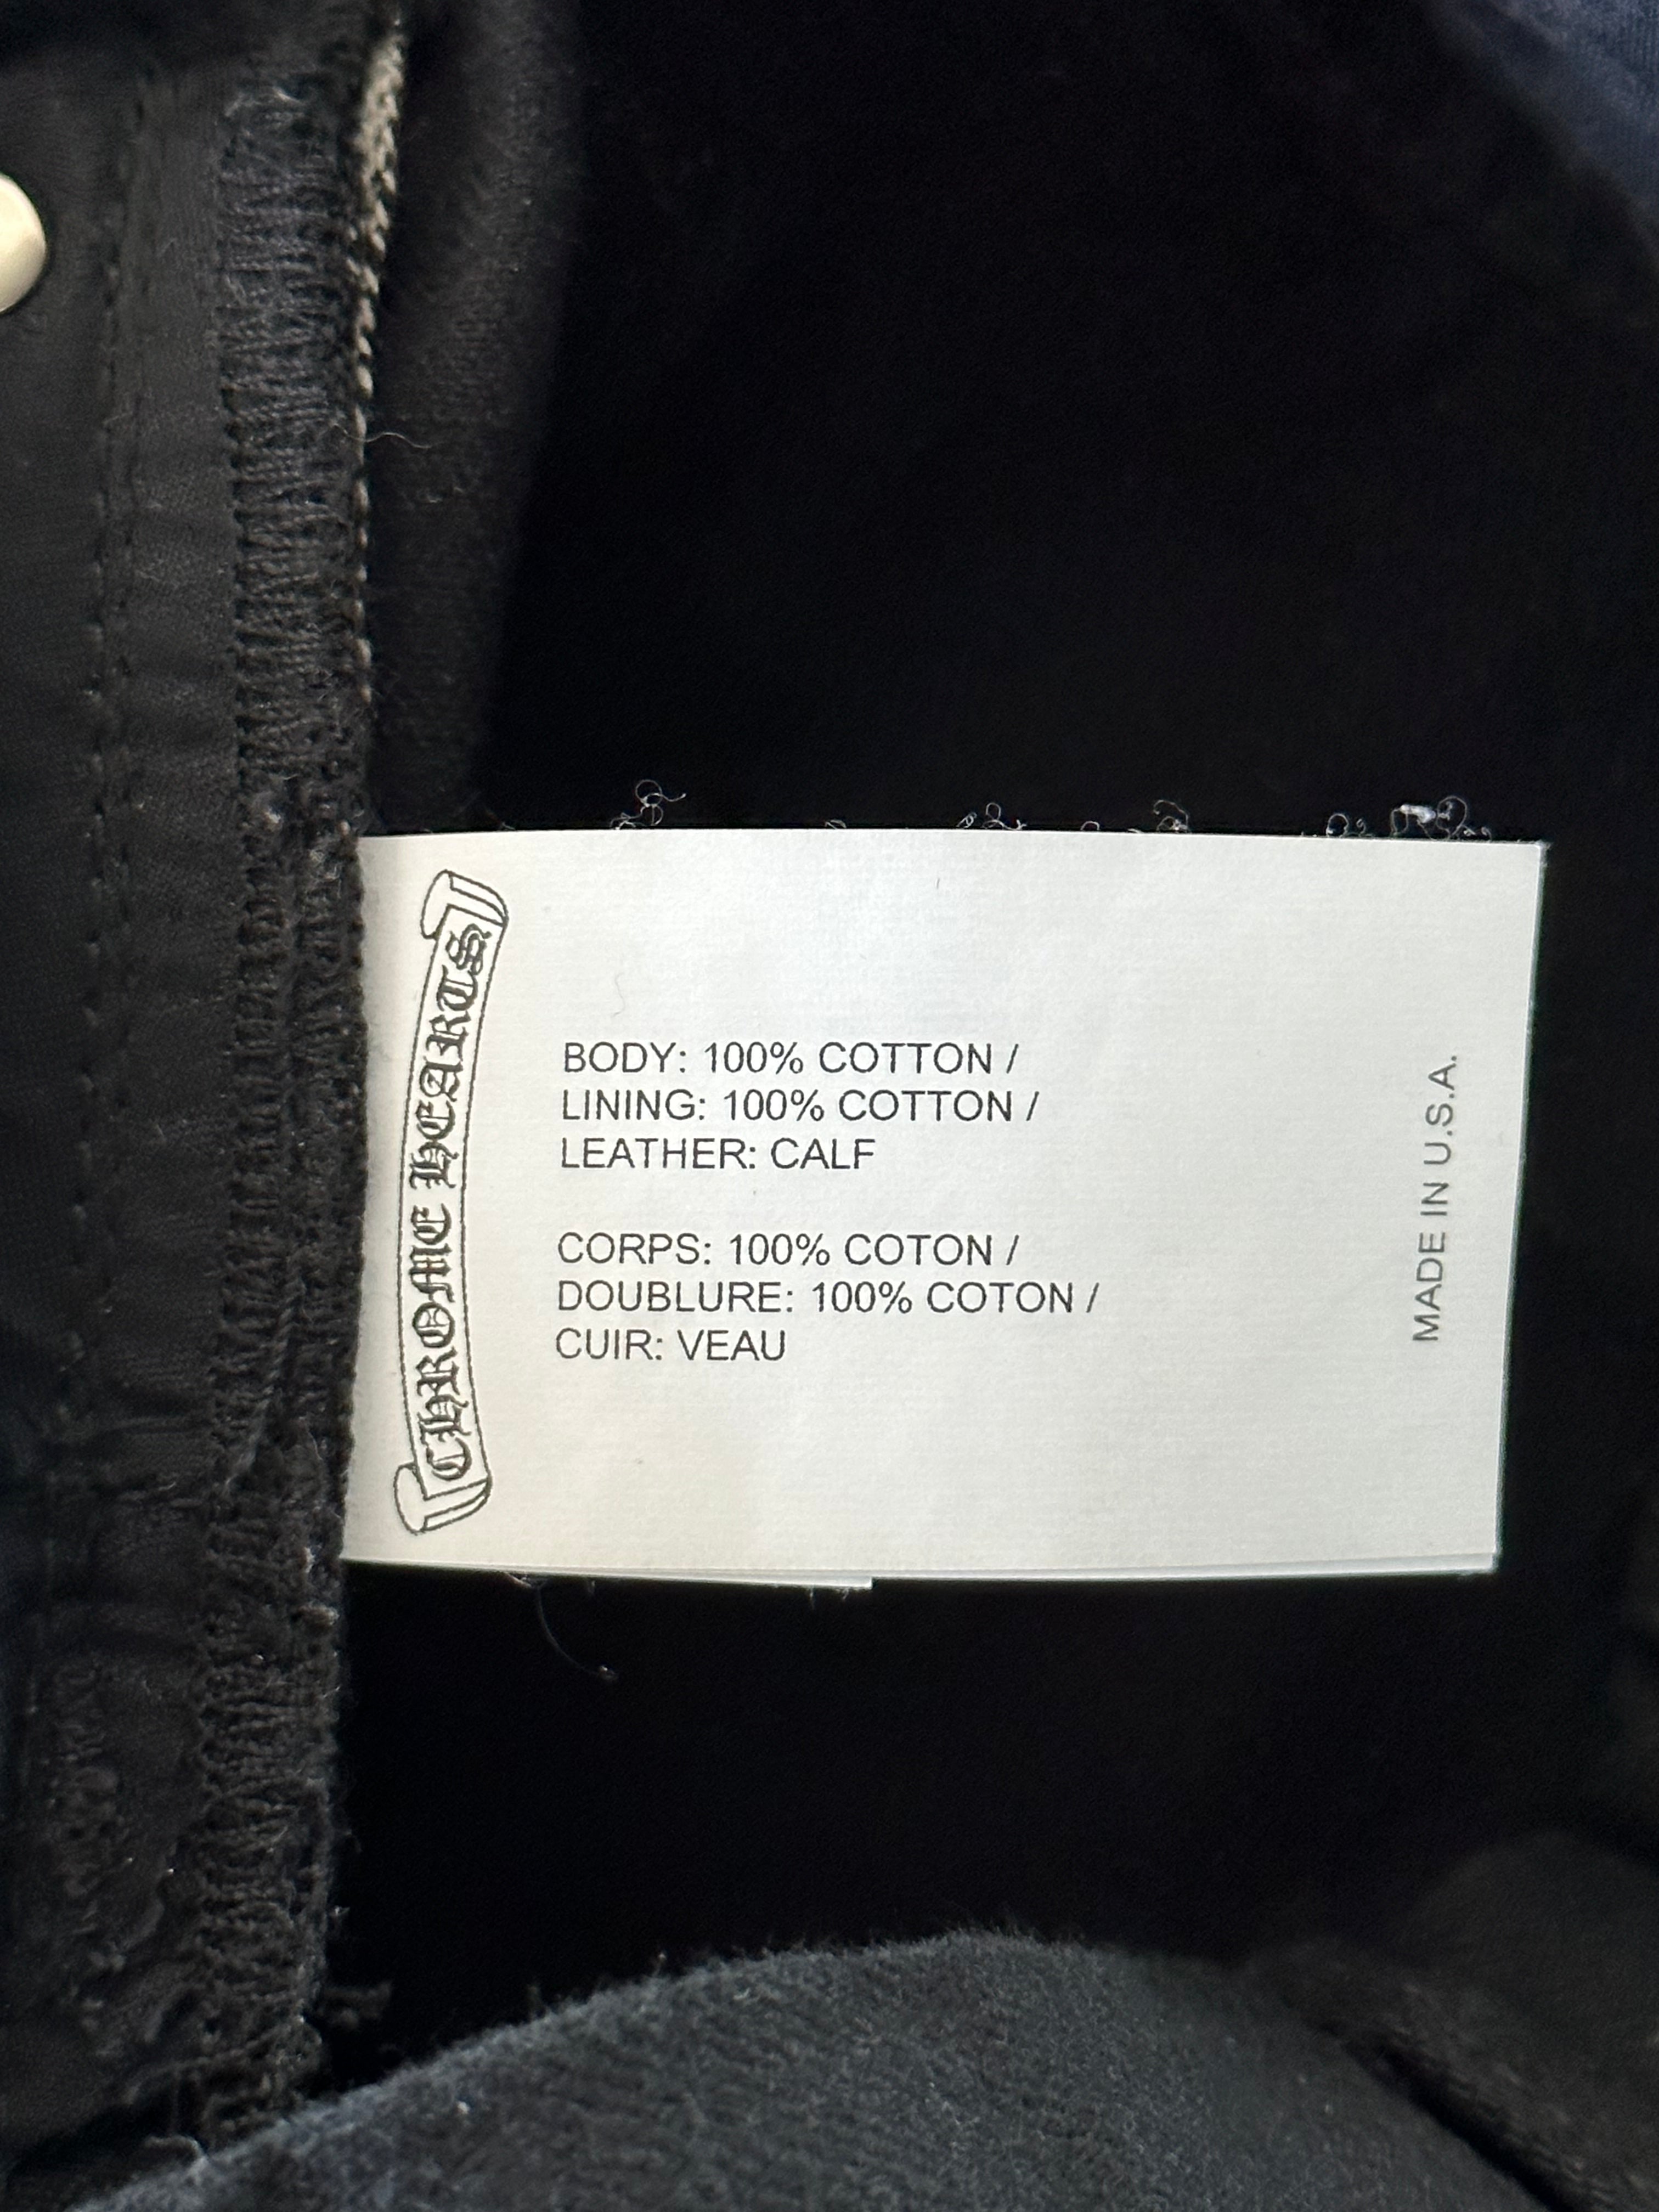 CHROME HEARTS
BODY: 100% COTTON /
LINING: 100% COTTON /
LEATHER: CALF
CORPS: 100% COTON /
DOUBLURE: 100% COTON /
CUIR: VEAU
MADE IN U.S.A.